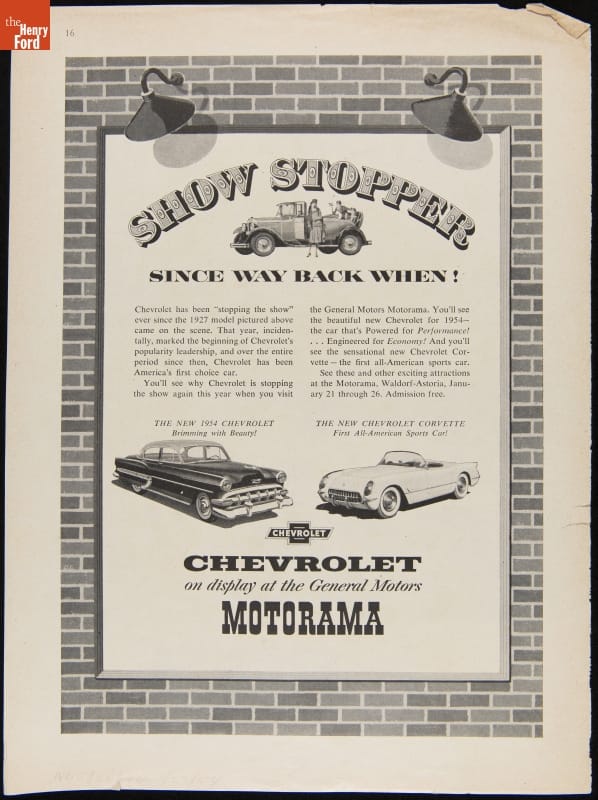 the
Henry
Ford
16
SHOW STOPPER
SINCE WAY BACK WHEN!
Chevrolet has been "stopping the show"
ever since the 1927 model pictured above
came on the scene. That year, inciden-
tally, marked the beginning of Chevrolet's
popularity leadership, and over the entire
period since then, Chevrolet has been
America's first choice car.
You'll see why Chevrolet is stopping
the show again this year when you visit
the General Motors Motorama. You'll see
the beautiful new Chevrolet for 1954—
the car that's Powered for Performance!
. . . Engineered for Economy! And you'll
see the sensational new Chevrolet Cor-
vette — the first all-American sports car.
See these and other exciting attractions
at the Motorama, Waldorf-Astoria, Janu-
ary 21 through 26. Admission free.
THE NEW 1954 CHEVROLET
Brimming with Beauty!
THE NEW CHEVROLET CORVETTE
First All-American Sports Car!
CHEVROLET
CHEVROLET
on display at the General Motors
MOTORAMA